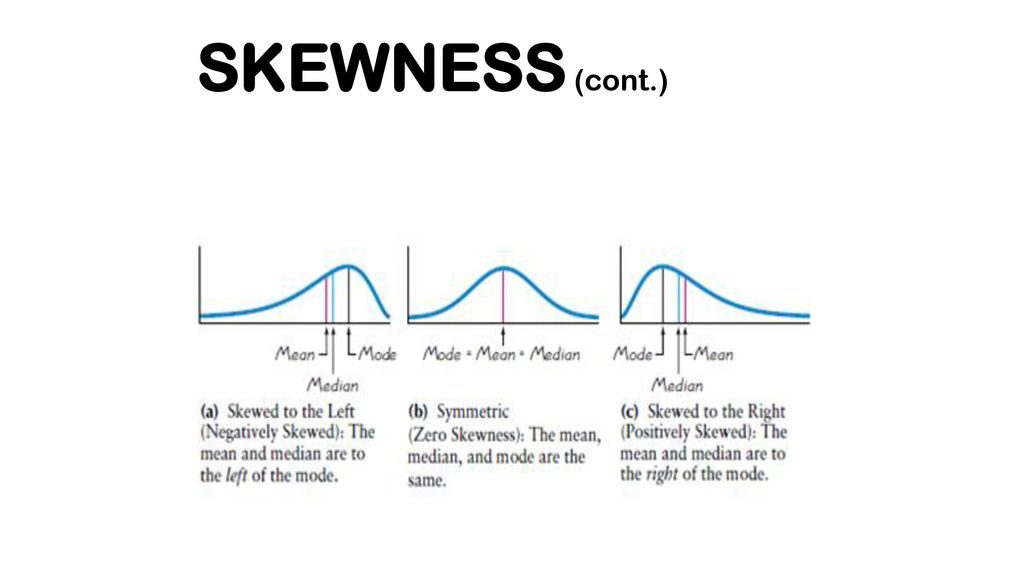 SKEWNESS (cont.)
Mean
Mode
Median
(a) Skewed to the Left
(Negatively Skewed): The
mean and median are to
the left of the mode.
Mode = Mean = Median
(b) Symmetric
(Zero Skewness): The mean,
median, and mode are the
same.
Mode
Mean
Median
(c) Skewed to the Right
(Positively Skewed): The
mean and median are to
the right of the mode.